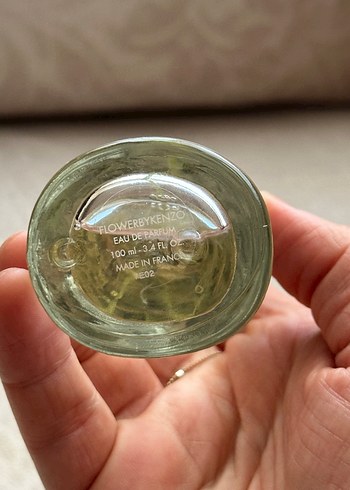 FLOWERBYKENZO
EAU DE PARFUM
100 ml - 3.4 FL. OZ.
MADE IN FRANCE